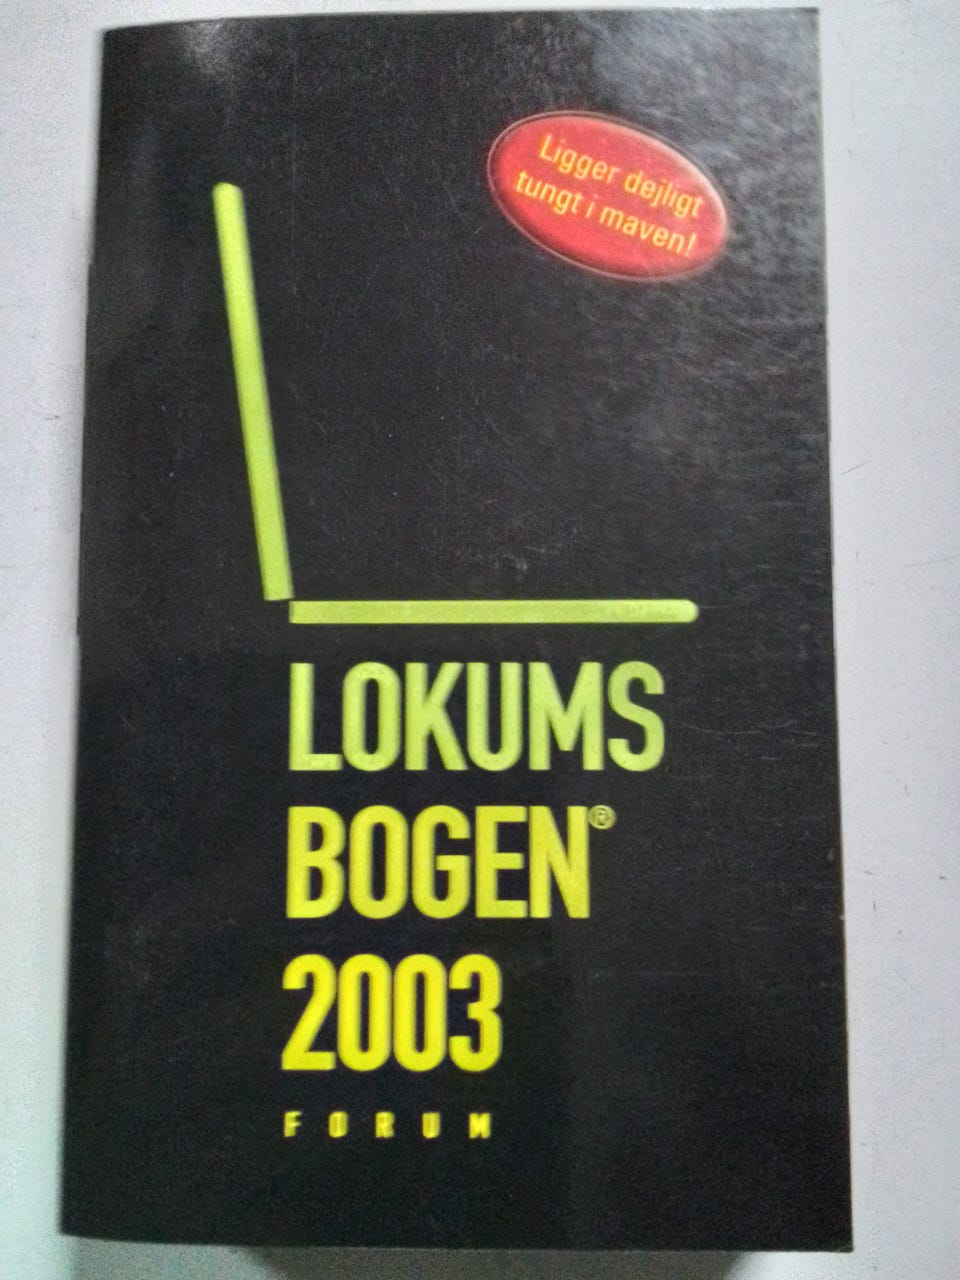 Ligger dejligt
tungt i maven!
LOKUMS
BOGEN®
2003
FORUM